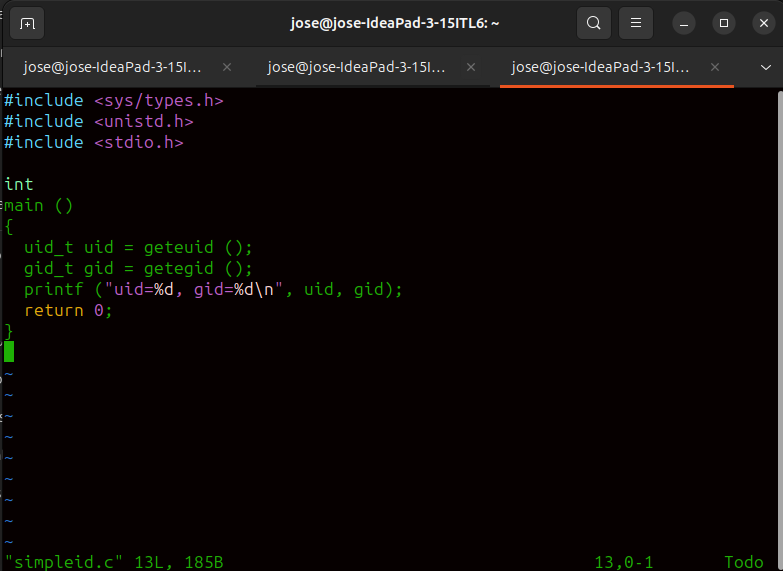 jose@jose-IdeaPad-3-15ITL6: ~
jose@jose-IdeaPad-3-15I... × jose@jose-IdeaPad-3-15I... × jose@jose-IdeaPad-3-15I... ×
#include <sys/types.h>
#include <unistd.h>
#include <stdio.h>
int
main ()
{
  uid_t uid = geteuid ();
  gid_t gid = getegid ();
  printf ("uid=%d, gid=%d\n", uid, gid);
  return 0;
}
~
~
~
~
~
~
~
~
~
"simpleid.c" 13L, 185B 13,0-1 Todo